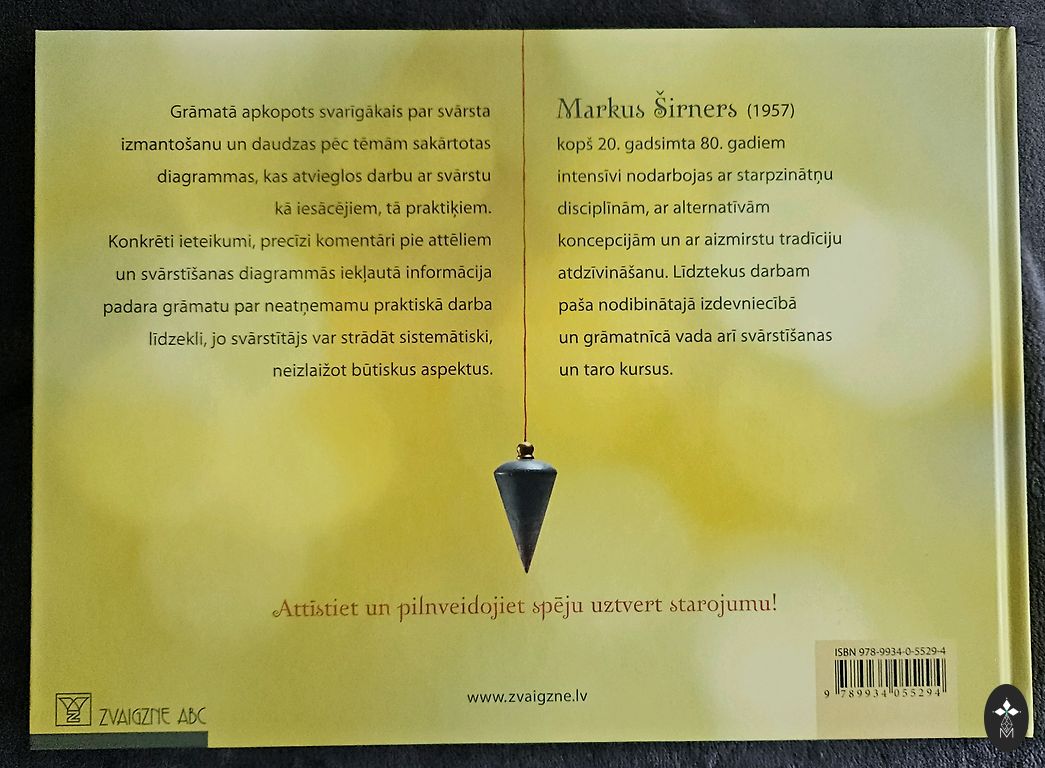 Grāmatā apkopots svarīgākais par svārsta
izmantošanu un daudzas pēc tēmām sakārtotas
diagrammas, kas atvieglos darbu ar svārstu
kā iesācējiem, tā praktiķiem.
Konkrēti ieteikumi, precīzi komentāri pie attēliem
un svārstīšanas diagrammās iekļautā informācija
padara grāmatu par neatņemamu praktiskā darba
līdzekli, jo svārstītājs var strādāt sistemātiski,
neizlaižot būtiskus aspektus.
Markus Širners (1957)
kopš 20. gadsimta 80. gadiem
intensīvi nodarbojas ar starpzinātņu
disciplīnām, ar alternatīvām
koncepcijām un ar aizmirstu tradīciju
atdzīvināšanu. Līdztekus darbam
paša nodibinātajā izdevniecībā
un grāmatnīcā vada arī svārstīšanas
un taro kursus.
Attīstiet un pilnveidojiet spēju uztvert starojumu!
ISBN 978-9934-0-5529-4
9 789934 055294
www.zvaigzne.lv
ZVAIGZNE ABC
M